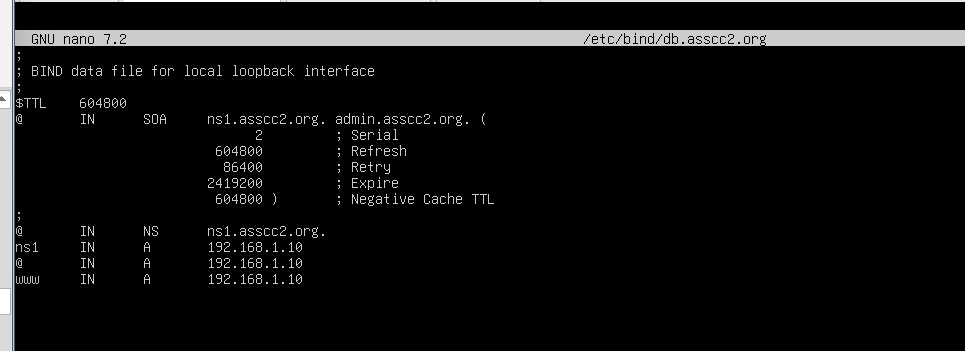 GNU nano 7.2 /etc/bind/db.asscc2.org
;
; BIND data file for local loopback interface
;
$TTL 604800
@ IN SOA ns1.asscc2.org. admin.asscc2.org. (
2 ; Serial
604800 ; Refresh
86400 ; Retry
2419200 ; Expire
604800 ) ; Negative Cache TTL
;
@ IN NS ns1.asscc2.org.
ns1 IN A 192.168.1.10
@ IN A 192.168.1.10
www IN A 192.168.1.10